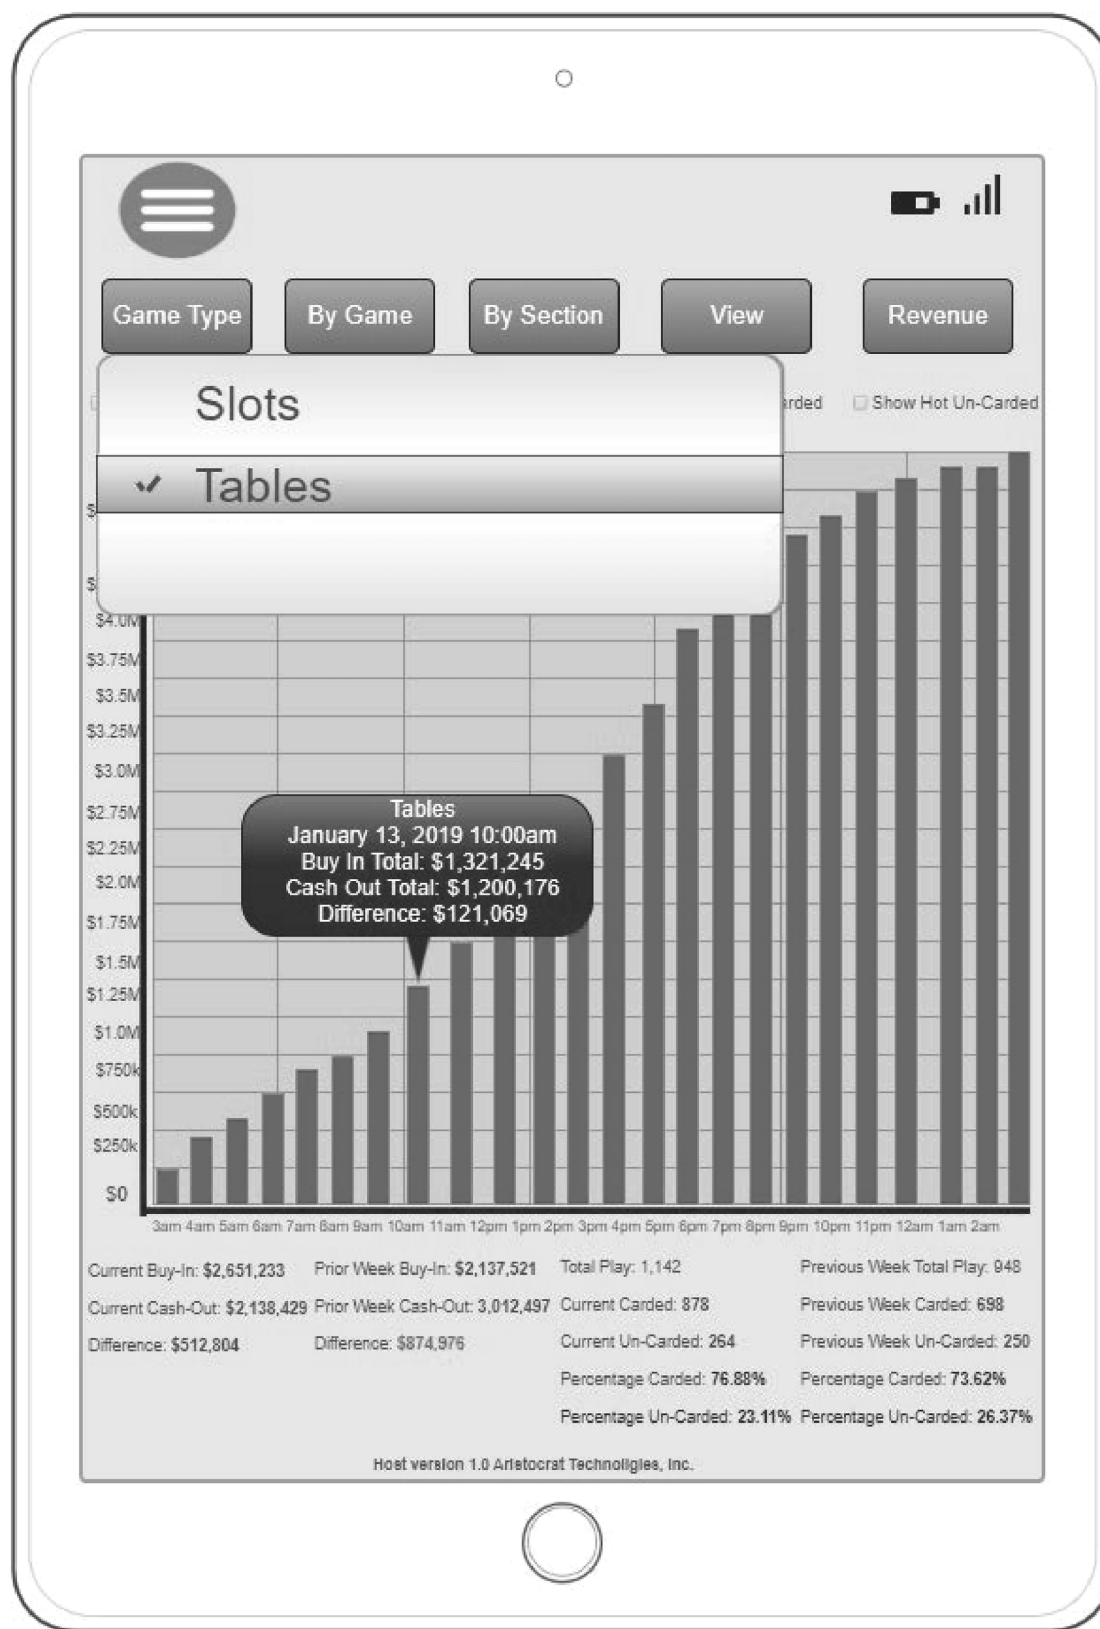 Game Type By Game By Section View Revenue
Slots
Show Hot Un-Carded
Tables
$4.0M
$3.75M
$3.5M
$3.25M
$3.0M
$2.75M
$2.25M
$2.0M
$1.75M
$1.5M
$1.25M
$1.0M
$750k
$500k
$250k
$0
Tables
January 13, 2019 10:00am
Buy In Total: $1,321,245
Cash Out Total: $1,200,176
Difference: $121,069
3am 4am 5am 6am 7am 8am 9am 10am 11am 12pm 1pm 2pm 3pm 4pm 5pm 6pm 7pm 8pm 9pm 10pm 11pm 12am 1am 2am
Current Buy-In: $2,651,233 Prior Week Buy-In: $2,137,521 Total Play: 1,142 Previous Week Total Play: 948
Current Cash-Out: $2,138,429 Prior Week Cash-Out: 3,012,497 Current Carded: 878 Previous Week Carded: 698
Difference: $512,804 Difference: $874,976 Current Un-Carded: 264 Previous Week Un-Carded: 250
Percentage Carded: 76.88% Percentage Carded: 73.62%
Percentage Un-Carded: 23.11% Percentage Un-Carded: 26.37%
Host version 1.0 Aristocrat Technoligies, Inc.